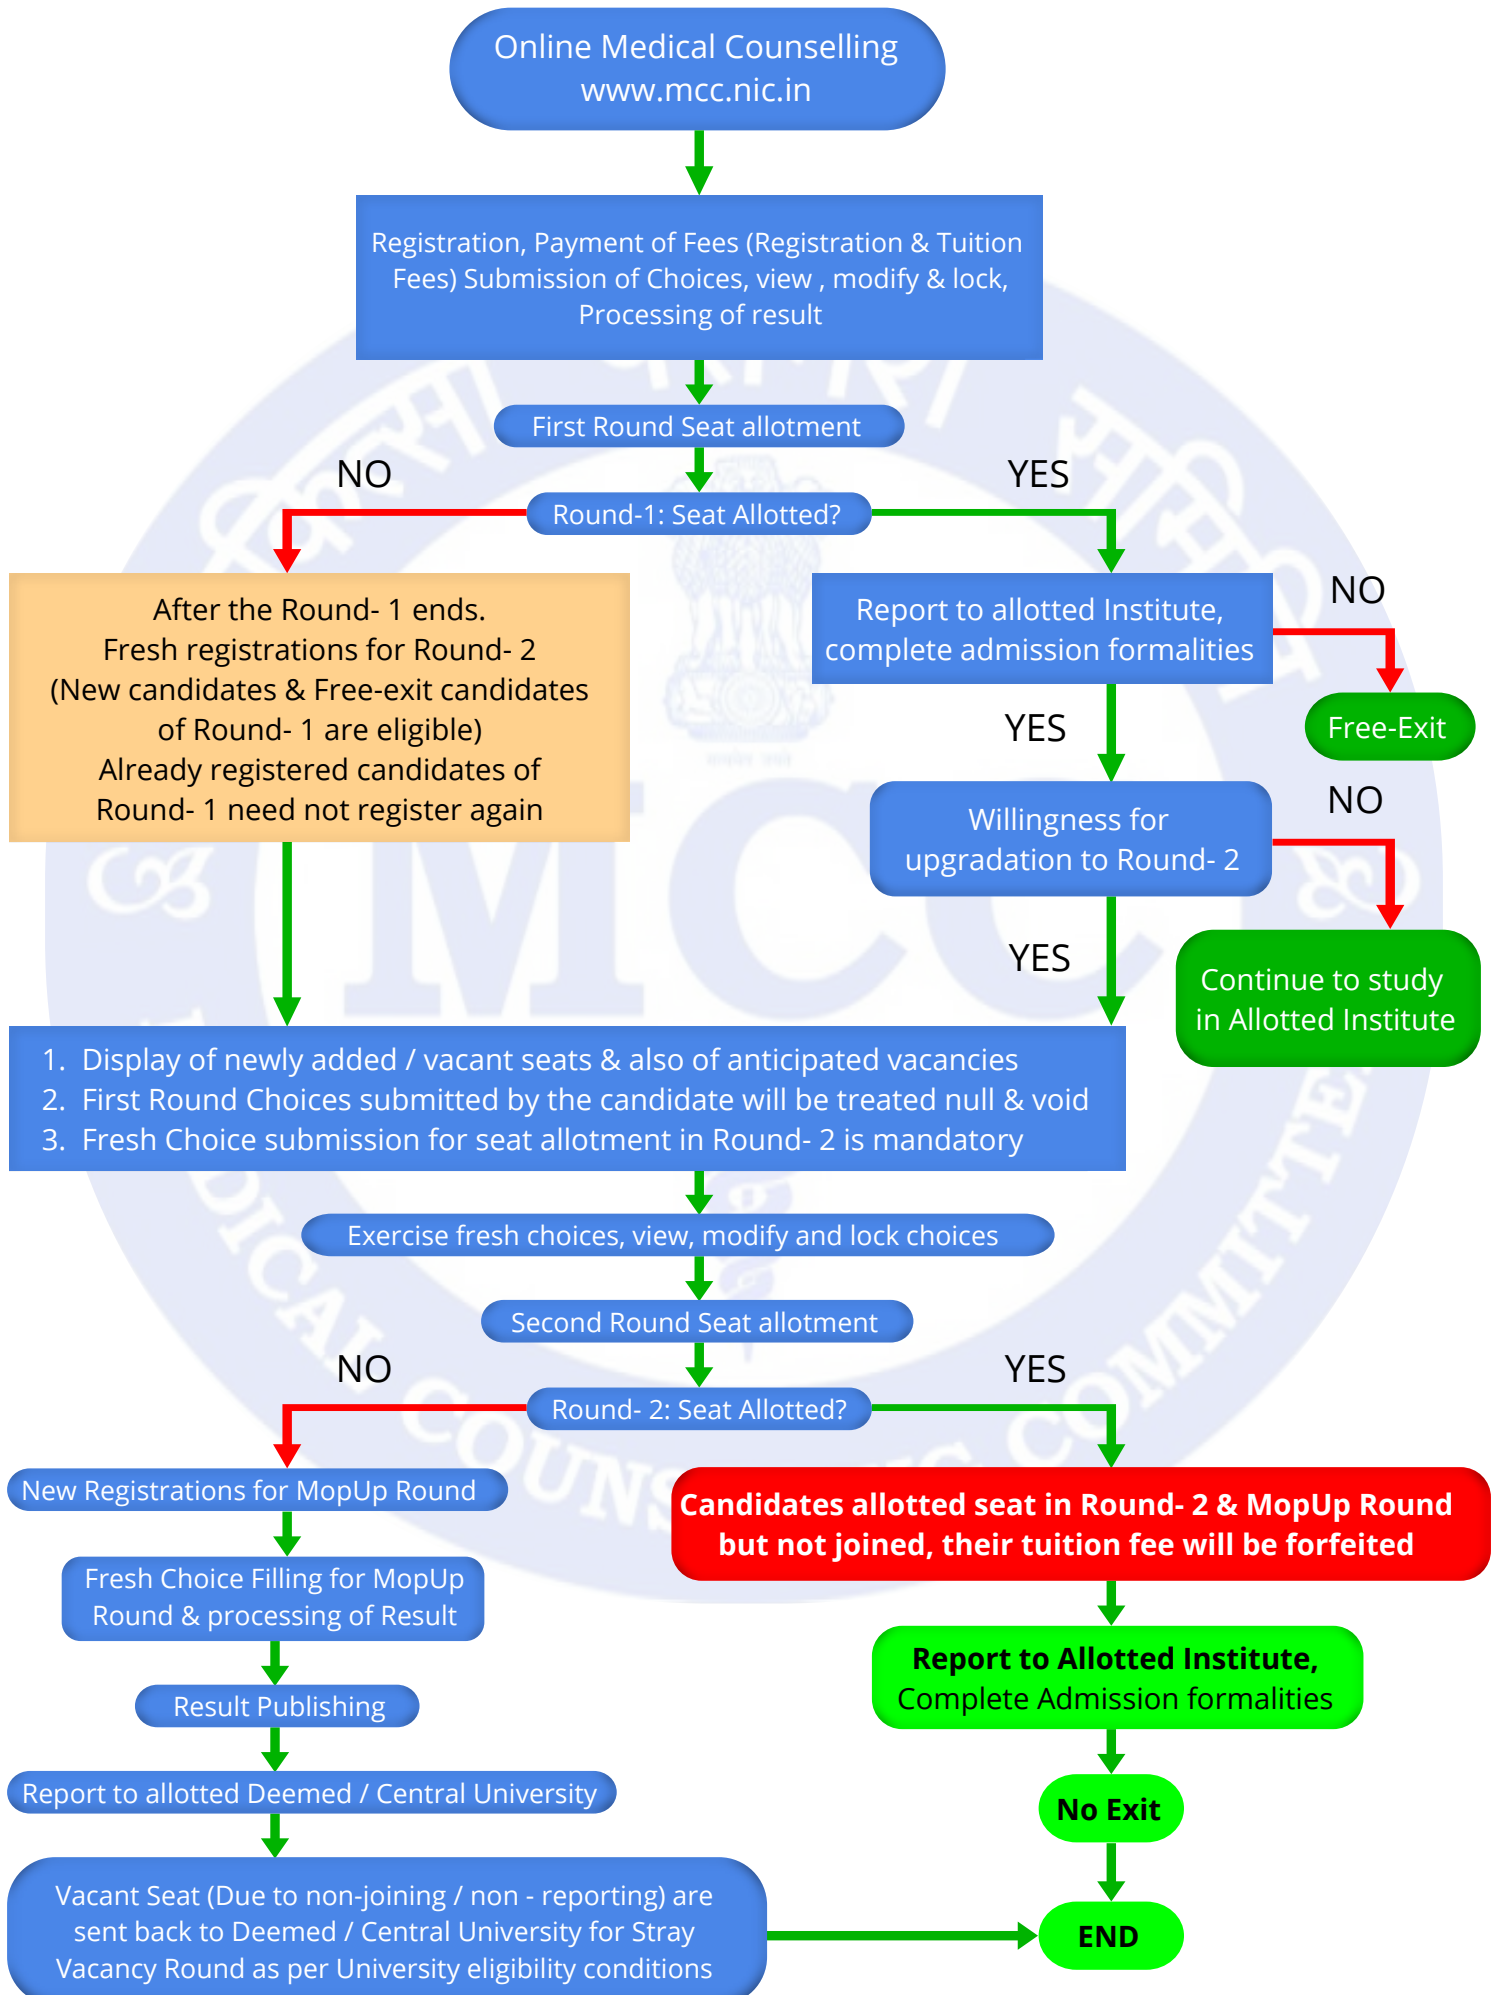 Online Medical Counselling
www.mcc.nic.in
Registration, Payment of Fees (Registration & Tuition
Fees) Submission of Choices, view , modify & lock,
Processing of result
First Round Seat allotment
NO
YES
Round-1: Seat Allotted?
After the Round- 1 ends.
Fresh registrations for Round- 2
(New candidates & Free-exit candidates
of Round- 1 are eligible)
Already registered candidates of
Round- 1 need not register again
Report to allotted Institute,
complete admission formalities
NO
Free-Exit
YES
Willingness for
upgradation to Round- 2
NO
Continue to study
in Allotted Institute
YES
1. Display of newly added / vacant seats & also of anticipated vacancies
2. First Round Choices submitted by the candidate will be treated null & void
3. Fresh Choice submission for seat allotment in Round- 2 is mandatory
Exercise fresh choices, view, modify and lock choices
Second Round Seat allotment
NO
YES
Round- 2: Seat Allotted?
New Registrations for MopUp Round
Fresh Choice Filling for MopUp
Round & processing of Result
Result Publishing
Report to allotted Deemed / Central University
Vacant Seat (Due to non-joining / non - reporting) are
sent back to Deemed / Central University for Stray
Vacancy Round as per University eligibility conditions
Candidates allotted seat in Round- 2 & MopUp Round
but not joined, their tuition fee will be forfeited
Report to Allotted Institute,
Complete Admission formalities
No Exit
END
MCC
COMMITTEE